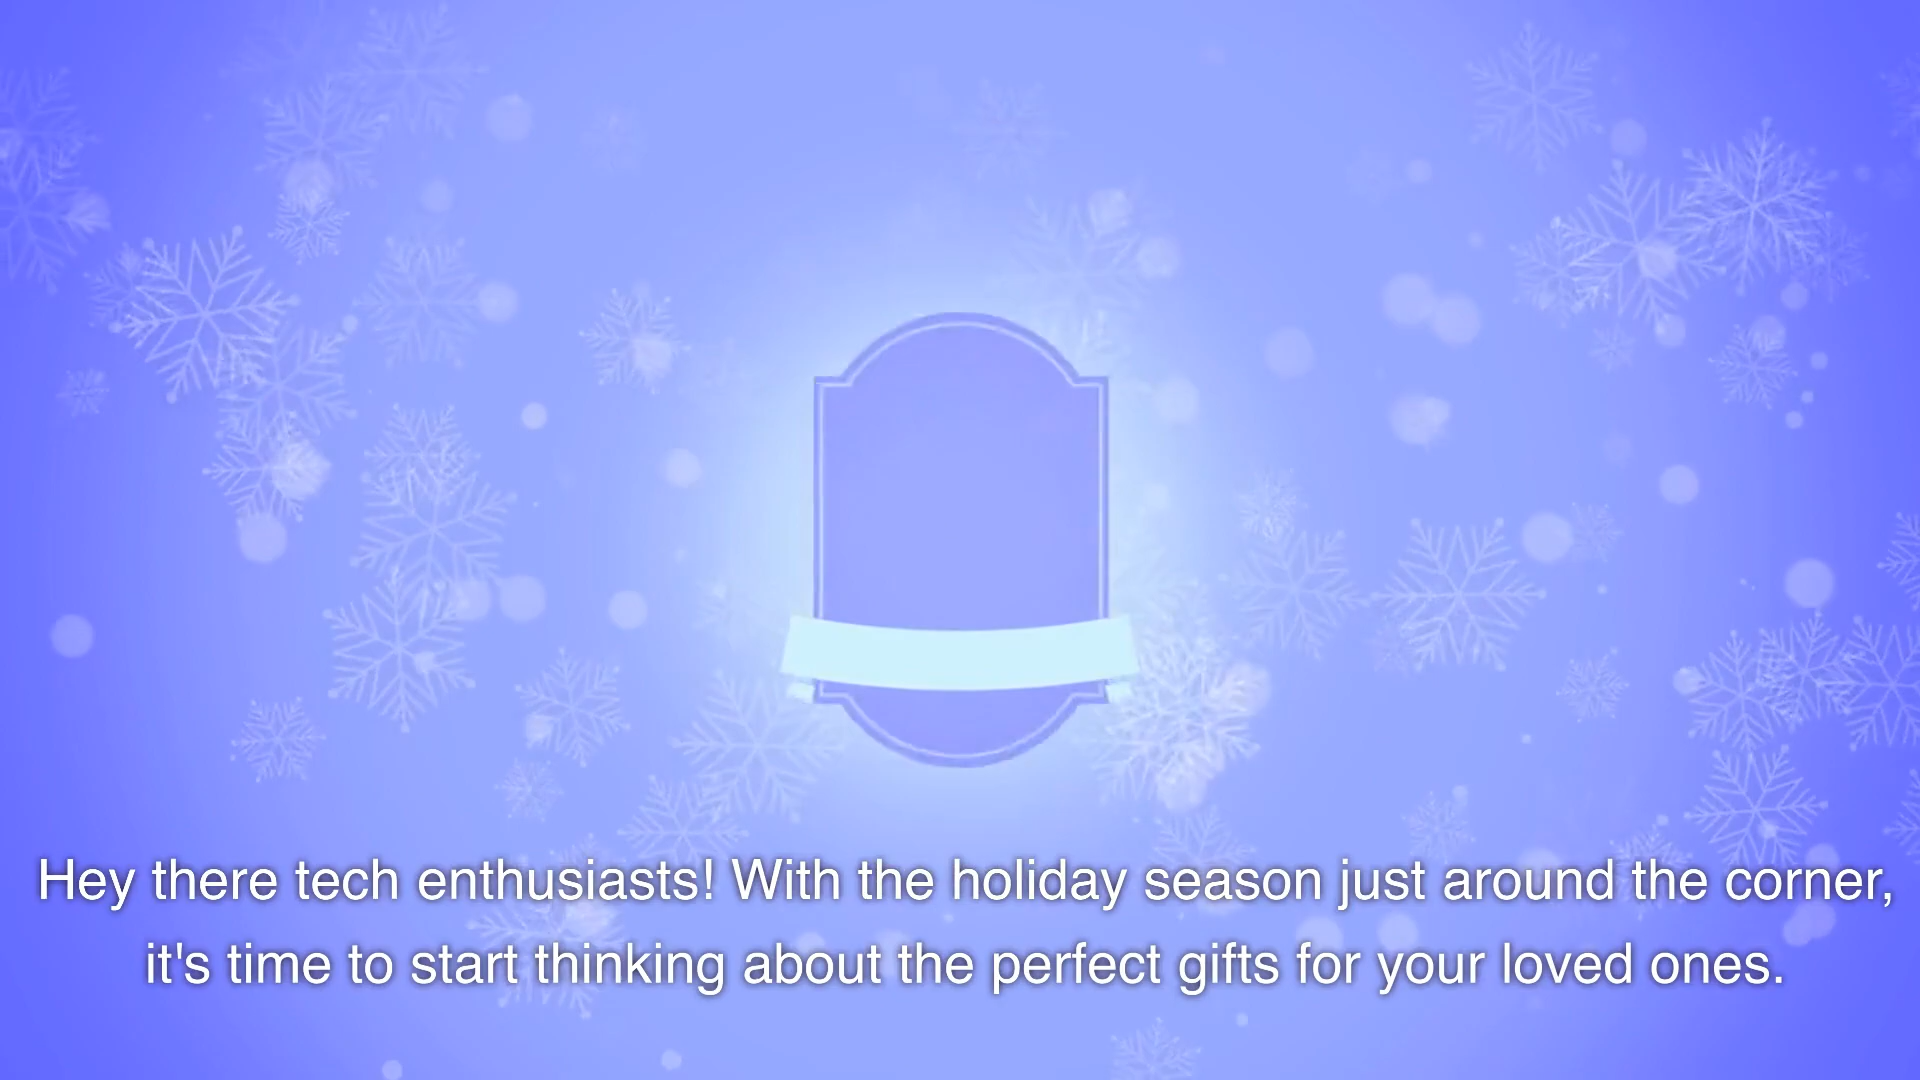 Hey there tech enthusiasts! With the holiday season just around the corner,
it's time to start thinking about the perfect gifts for your loved ones.